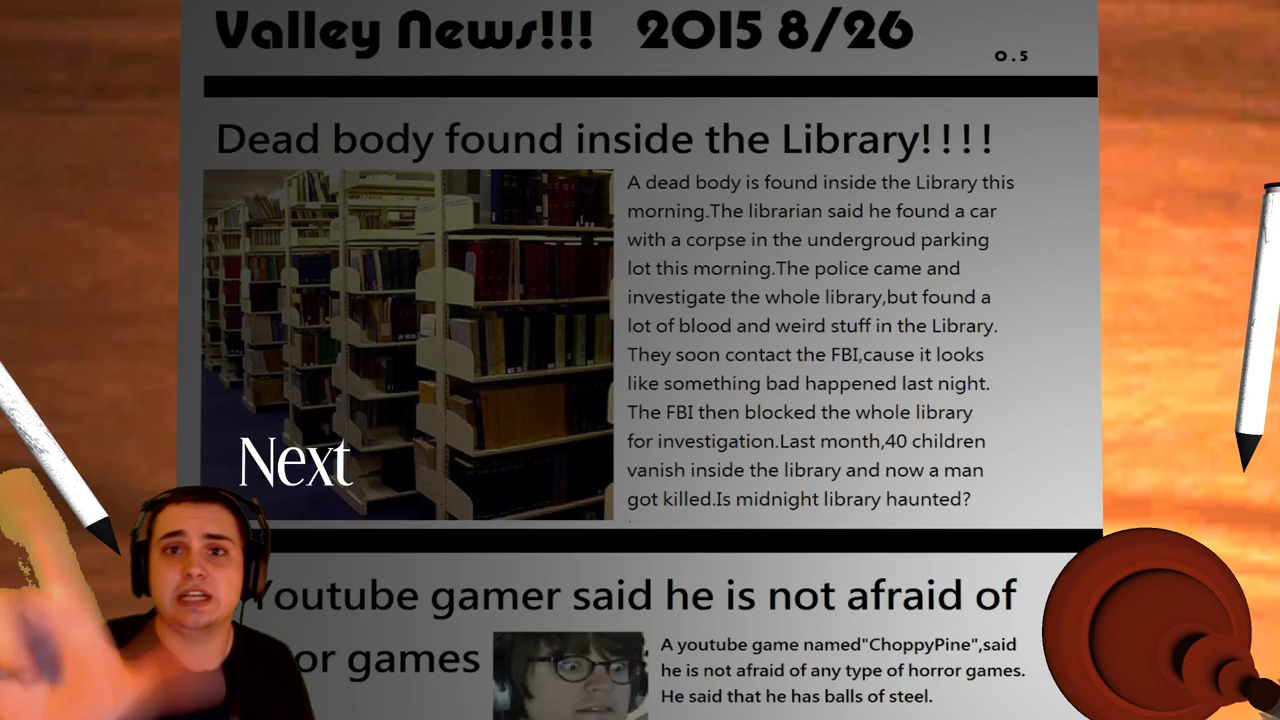 Valley News!!! 2015 8/26
0.5
Dead body found inside the Library!!!!
A dead body is found inside the Library this
morning.The librarian said he found a car
with a corpse in the undergroud parking
lot this morning.The police came and
investigate the whole library,but found a
lot of blood and weird stuff in the Library.
They soon contact the FBI,cause it looks
like something bad happened last night.
The FBI then blocked the whole library
for investigation.Last month,40 children
vanish inside the library and now a man
got killed.Is midnight library haunted?
Next
Youtube gamer said he is not afraid of
games
A youtube game named"ChoppyPine",said
he is not afraid of any type of horror games.
He said that he has balls of steel.